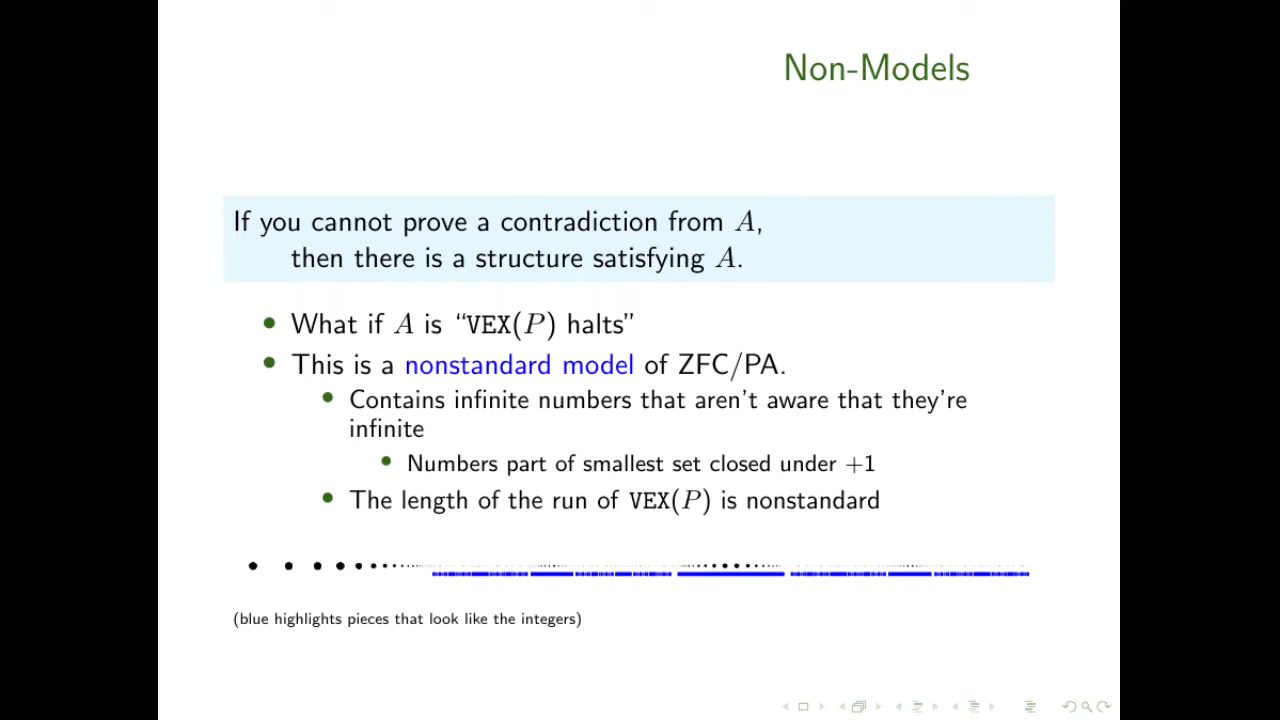 Non-Models
If you cannot prove a contradiction from A,
then there is a structure satisfying A.
• What if A is “VEX(P) halts”
• This is a nonstandard model of ZFC/PA.
• Contains infinite numbers that aren't aware that they're
infinite
• Numbers part of smallest set closed under +1
• The length of the run of VEX(P) is nonstandard
(blue highlights pieces that look like the integers)